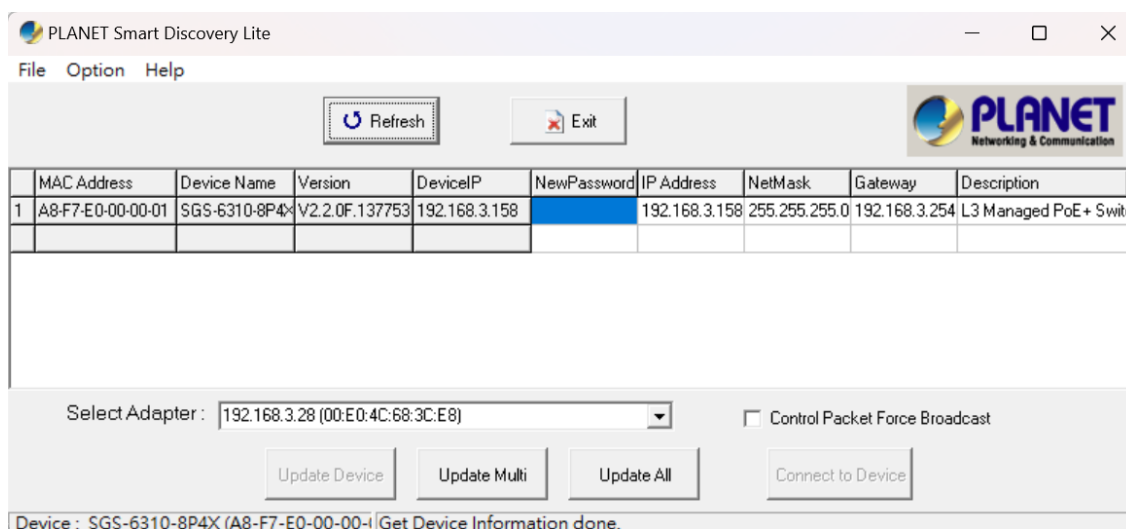 PLANET Smart Discovery Lite
File Option Help
Refresh Exit
PLANET
Networking & Communication
MAC Address Device Name Version DeviceIP NewPassword IP Address NetMask Gateway Description
1 A8-F7-E0-00-00-01 SGS-6310-8P4X V2.2.0F.137753 192.168.3.158 192.168.3.158 255.255.255.0 192.168.3.254 L3 Managed PoE+ Swit
Select Adapter : 192.168.3.28 (00:E0:4C:68:3C:E8) Control Packet Force Broadcast
Update Device Update Multi Update All Connect to Device
Device : SGS-6310-8P4X (A8-F7-E0-00-00-( Get Device Information done.